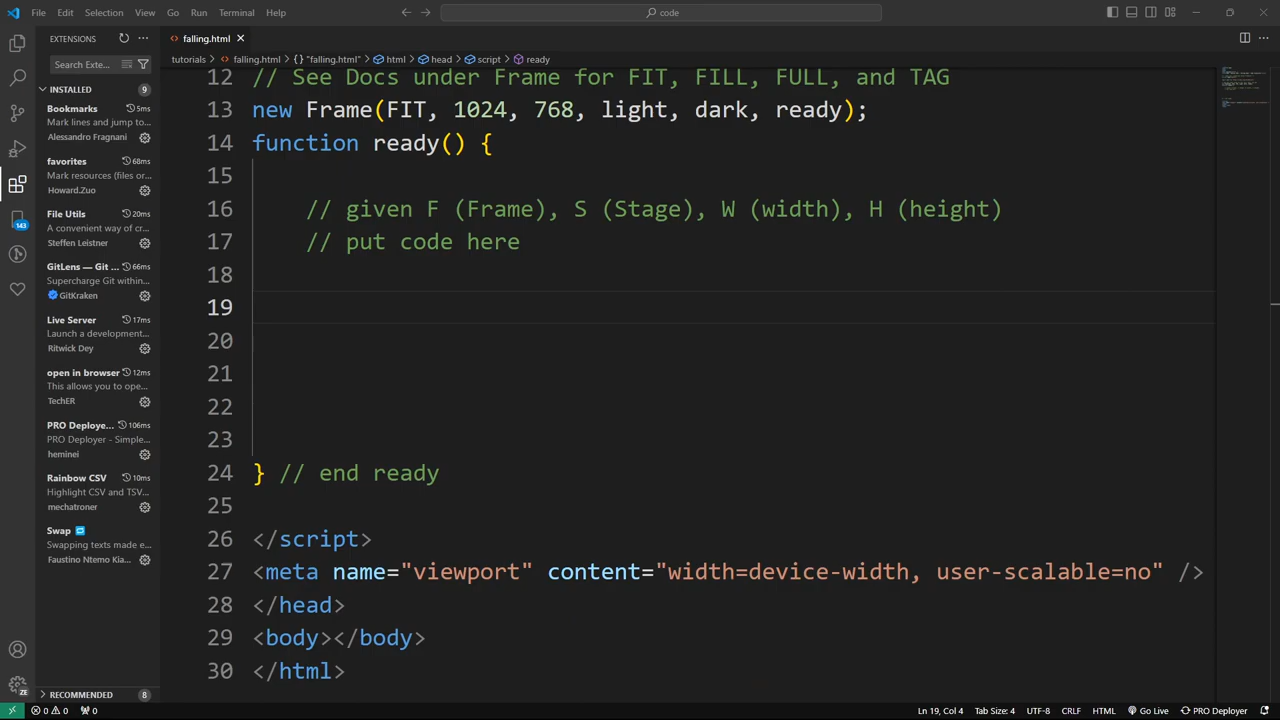 File Edit Selection View Go Run Terminal Help
code
EXTENSIONS
falling.html
tutorials > falling.html > {} "falling.html" > html > head > script > ready
Search Exte...
INSTALLED 9
Bookmarks 5ms
Mark lines and jump to...
Alessandro Fragnani
favorites 68ms
Mark resources (files or...
Howard.Zuo
File Utils 20ms
A convenient way of cr...
Steffen Leistner
GitLens — Git ... 66ms
Supercharge Git within...
GitKraken
Live Server 17ms
Launch a development...
Ritwick Dey
open in browser 12ms
This allows you to ope...
TechER
PRO Deploye... 106ms
PRO Deployer - Simple...
heminei
Rainbow CSV 10ms
Highlight CSV and TSV...
mechatroner
Swap
Swapping texts made e...
Faustino Ntemo Kia...
RECOMMENDED 8
143
ZE
12 // See Docs under Frame for FIT, FILL, FULL, and TAG
13 new Frame(FIT, 1024, 768, light, dark, ready);
14 function ready() {
15
16 // given F (Frame), S (Stage), W (width), H (height)
17 // put code here
18
19
20
21
22
23
24 } // end ready
25
26 </script>
27 <meta name="viewport" content="width=device-width, user-scalable=no" />
28 </head>
29 <body></body>
30 </html>
0 0 0 Ln 19, Col 4 Tab Size: 4 UTF-8 CRLF HTML Go Live PRO Deployer